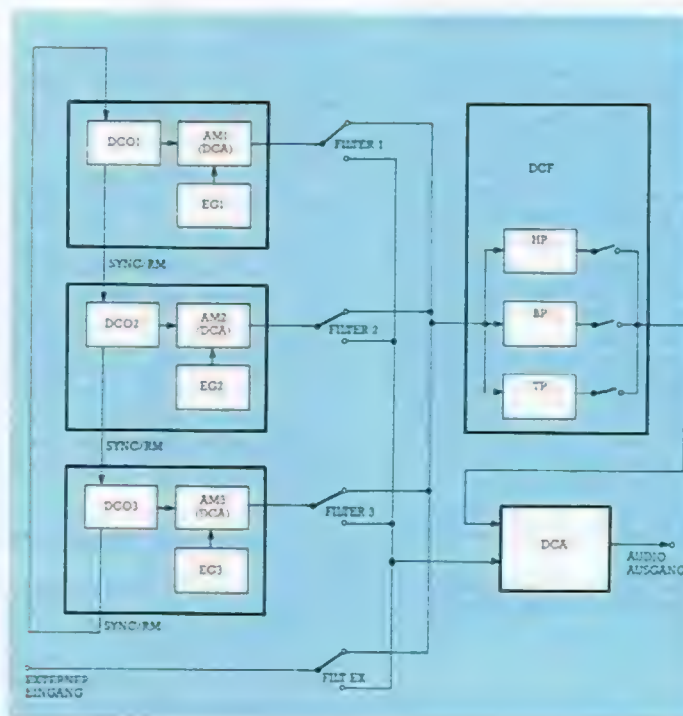 DCO1
AM1
(DCA)
EG1
FILTER 1
SYNC/RM
DCO2
AM2
(DCA)
EG2
FILTER 2
SYNC/RM
DCO3
AM3
(DCA)
EG3
FILTER 3
SYNC/RM
EXTERNER
EINGANG
FILT EX
DCF
HP
BP
TP
DCA
AUDIO
AUSGANG